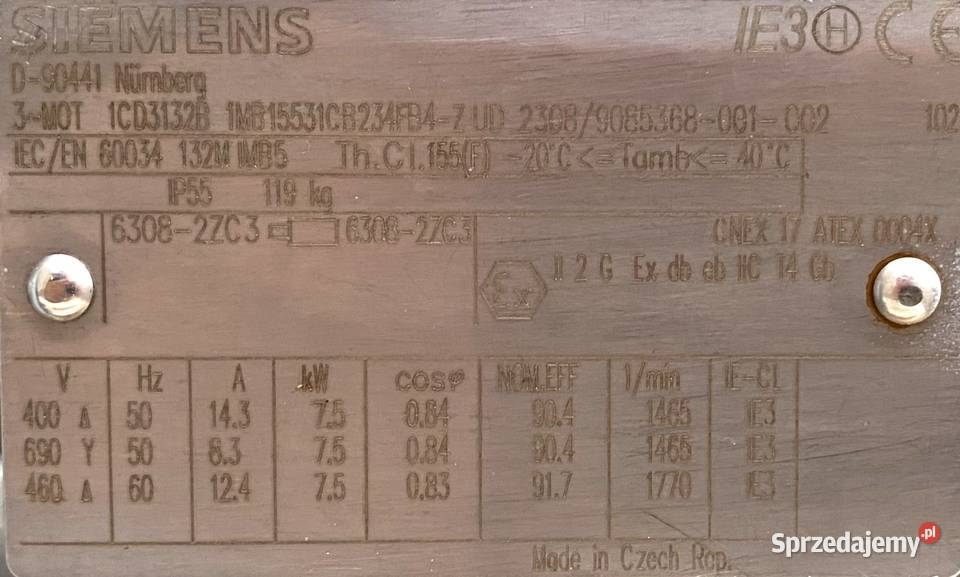 SIEMENS IE3 H CE
D-90441 Nürnberg
3~MOT 1CD3132B 1MB15531CB234FB4-Z UD 2308/9085368-001-002 102
IEC/EN 60034 132M IMB5 Th.Cl.155(F) -20°C <=Tamb<= 40°C
IP55 119 kg
6308-2ZC3 6308-2ZC3 CNEX 17 ATEX 0004X
Ex II 2 G Ex db eb IIC T4 Gb
V Hz A kW cosφ NOM.EFF 1/min IE-CL
400 Δ 50 14.3 7.5 0.84 90.4 1465 IE3
690 Y 50 8.3 7.5 0.84 90.4 1465 IE3
460 Δ 60 12.4 7.5 0.83 91.7 1770 IE3
Made in Czech Rep.
Sprzedajemy.pl